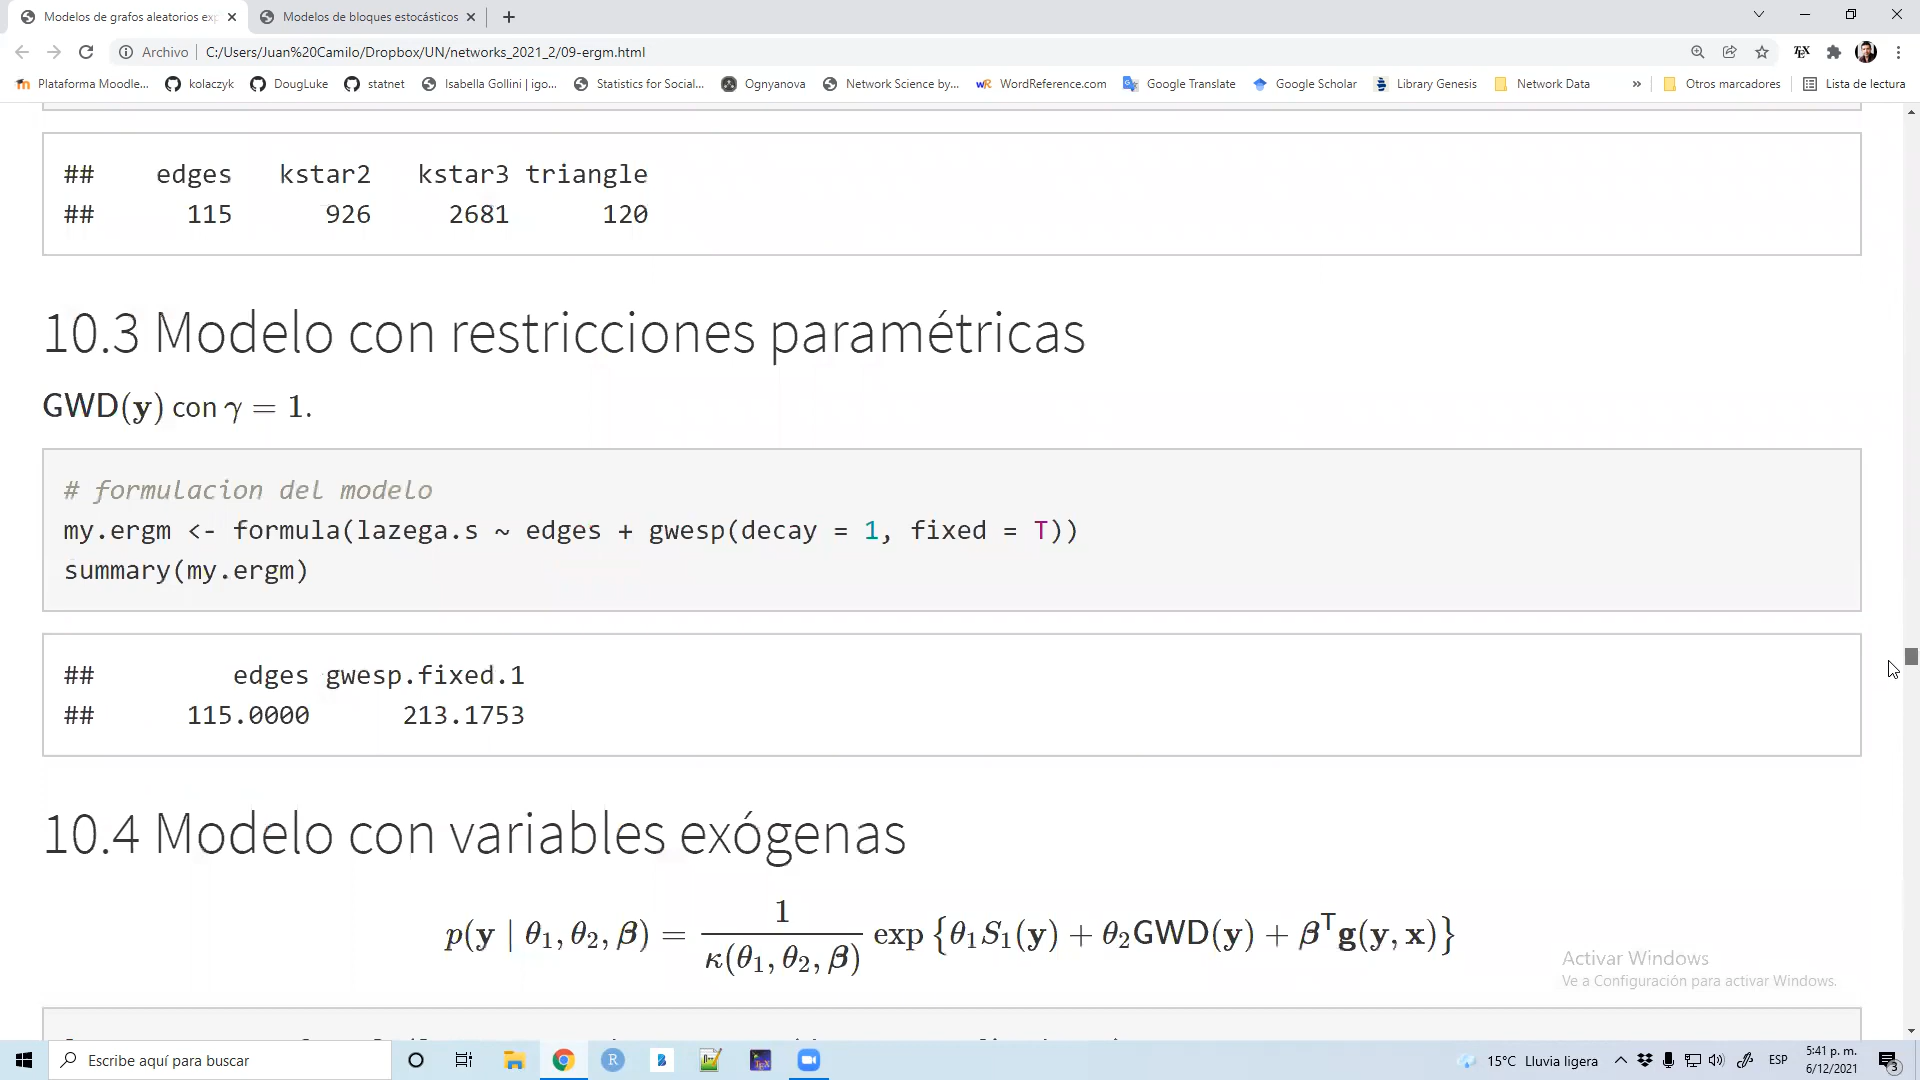 Modelos de grafos aleatorios exp
Modelos de bloques estocásticos
Archivo
C:/Users/Juan%20Camilo/Dropbox/UN/networks_2021_2/09-ergm.html
Plataforma Moodle...
kolaczyk
DougLuke
statnet
Isabella Gollini | igo...
Statistics for Social...
Ognyanova
Network Science by...
WordReference.com
Google Translate
Google Scholar
Library Genesis
Network Data
»
Otros marcadores
Lista de lectura
## edges kstar2 kstar3 triangle
## 115 926 2681 120
10.3 Modelo con restricciones paramétricas
GWD(y) con γ = 1.
# formulacion del modelo
my.ergm <- formula(lazega.s ~ edges + gwesp(decay = 1, fixed = T))
summary(my.ergm)
## edges gwesp.fixed.1
## 115.0000 213.1753
10.4 Modelo con variables exógenas
p(y | θ₁, θ₂, β) = 1 / κ(θ₁, θ₂, β) exp {θ₁S₁(y) + θ₂GWD(y) + βᵀg(y, x)}
Activar Windows
Ve a Configuración para activar Windows.
Escribe aquí para buscar
15°C Lluvia ligera
ESP
5:41 p. m.
6/12/2021
3